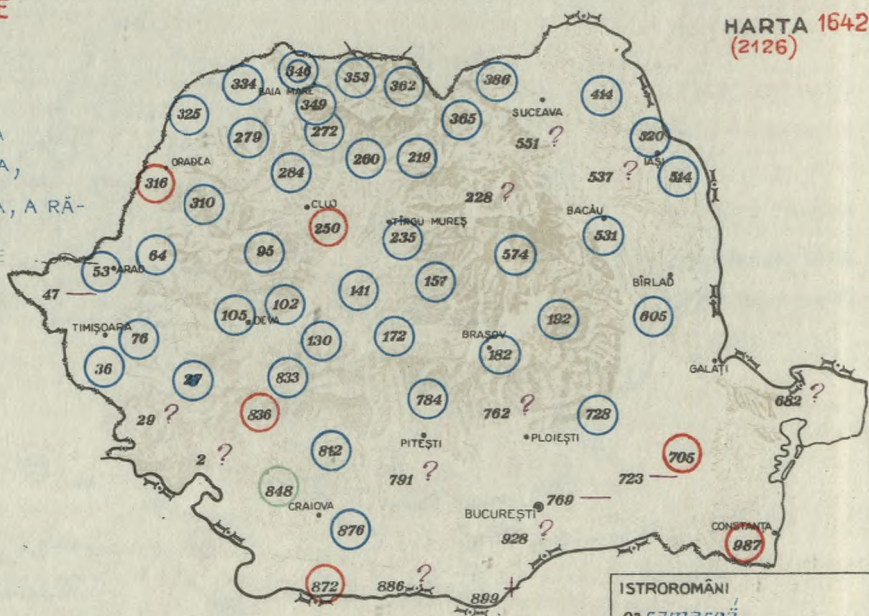 E
HARTA 1642
(2126)
A
A,
A, A RĂ-
E
346
386
334
353
362
BAIA MARE
414
349
SUCEAVA
325
365
272
551 ?
520
279
IAȘI
ORADEA
260
219
284
537 ?
514
316
228 ?
310
CLUJ
BACĂU
TÎRGU MUREȘ
250
235
531
95
574
64
53 ARAD
157
BÎRLAD
47 —
141
102
105
DEVA
192
605
TIMIȘOARA
76
130
172
BRAȘOV
182
36
GALAȚI
27
833
784
682 ?
836
762 ?
728
29 ?
PITEȘTI
PLOIEȘTI
812
2 ?
705
791 ?
723 —
848
769 —
CRAIOVA
BUCUREȘTI
876
CONSTANȚA
928 ?
987
872
886 ?
899
ISTROROMÂNI